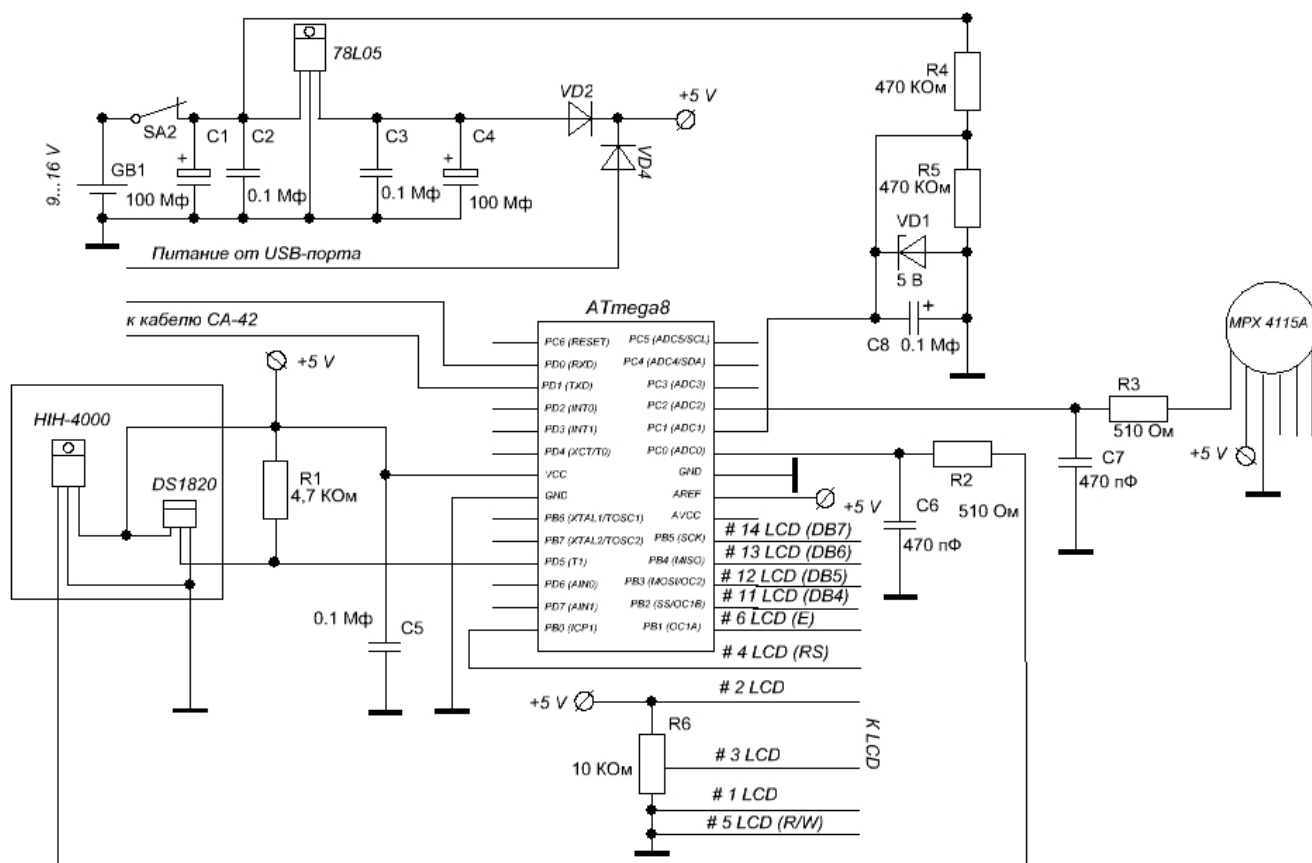 78L05
R4
470 КОм
VD2
+5 V
SA2
C1
C2
C3
C4
VD4
9...16 V
GB1
+
100 Мф
0.1 Мф
0.1 Мф
+
100 Мф
R5
470 КОм
VD1
5 В
Питание от USB-порта
ATmega8
к кабелю CA-42
C8
+
0.1 Мф
MPX 4115A
+5 V
HIH-4000
DS1820
R1
4,7 КОм
PC6 (RESET)
PD0 (RXD)
PD1 (TXD)
PD2 (INT0)
PD3 (INT1)
PD4 (XCT/T0)
VCC
GND
PB6 (XTAL1/TOSC1)
PB7 (XTAL2/TOSC2)
PD5 (T1)
PD6 (AIN0)
PD7 (AIN1)
PB0 (ICP1)
PC5 (ADC5/SCL)
PC4 (ADC4/SDA)
PC3 (ADC3)
PC2 (ADC2)
PC1 (ADC1)
PC0 (ADC0)
GND
AREF
AVCC
PB5 (SCK)
PB4 (MISO)
PB3 (MOSI/OC2)
PB2 (SS/OC1B)
PB1 (OC1A)
R3
510 Ом
C7
470 пФ
+5 V
R2
510 Ом
+5 V
C6
470 пФ
# 14 LCD (DB7)
# 13 LCD (DB6)
# 12 LCD (DB5)
# 11 LCD (DB4)
# 6 LCD (E)
# 4 LCD (RS)
0.1 Мф
C5
# 2 LCD
+5 V
R6
10 КОм
# 3 LCD
К LCD
# 1 LCD
# 5 LCD (R/W)